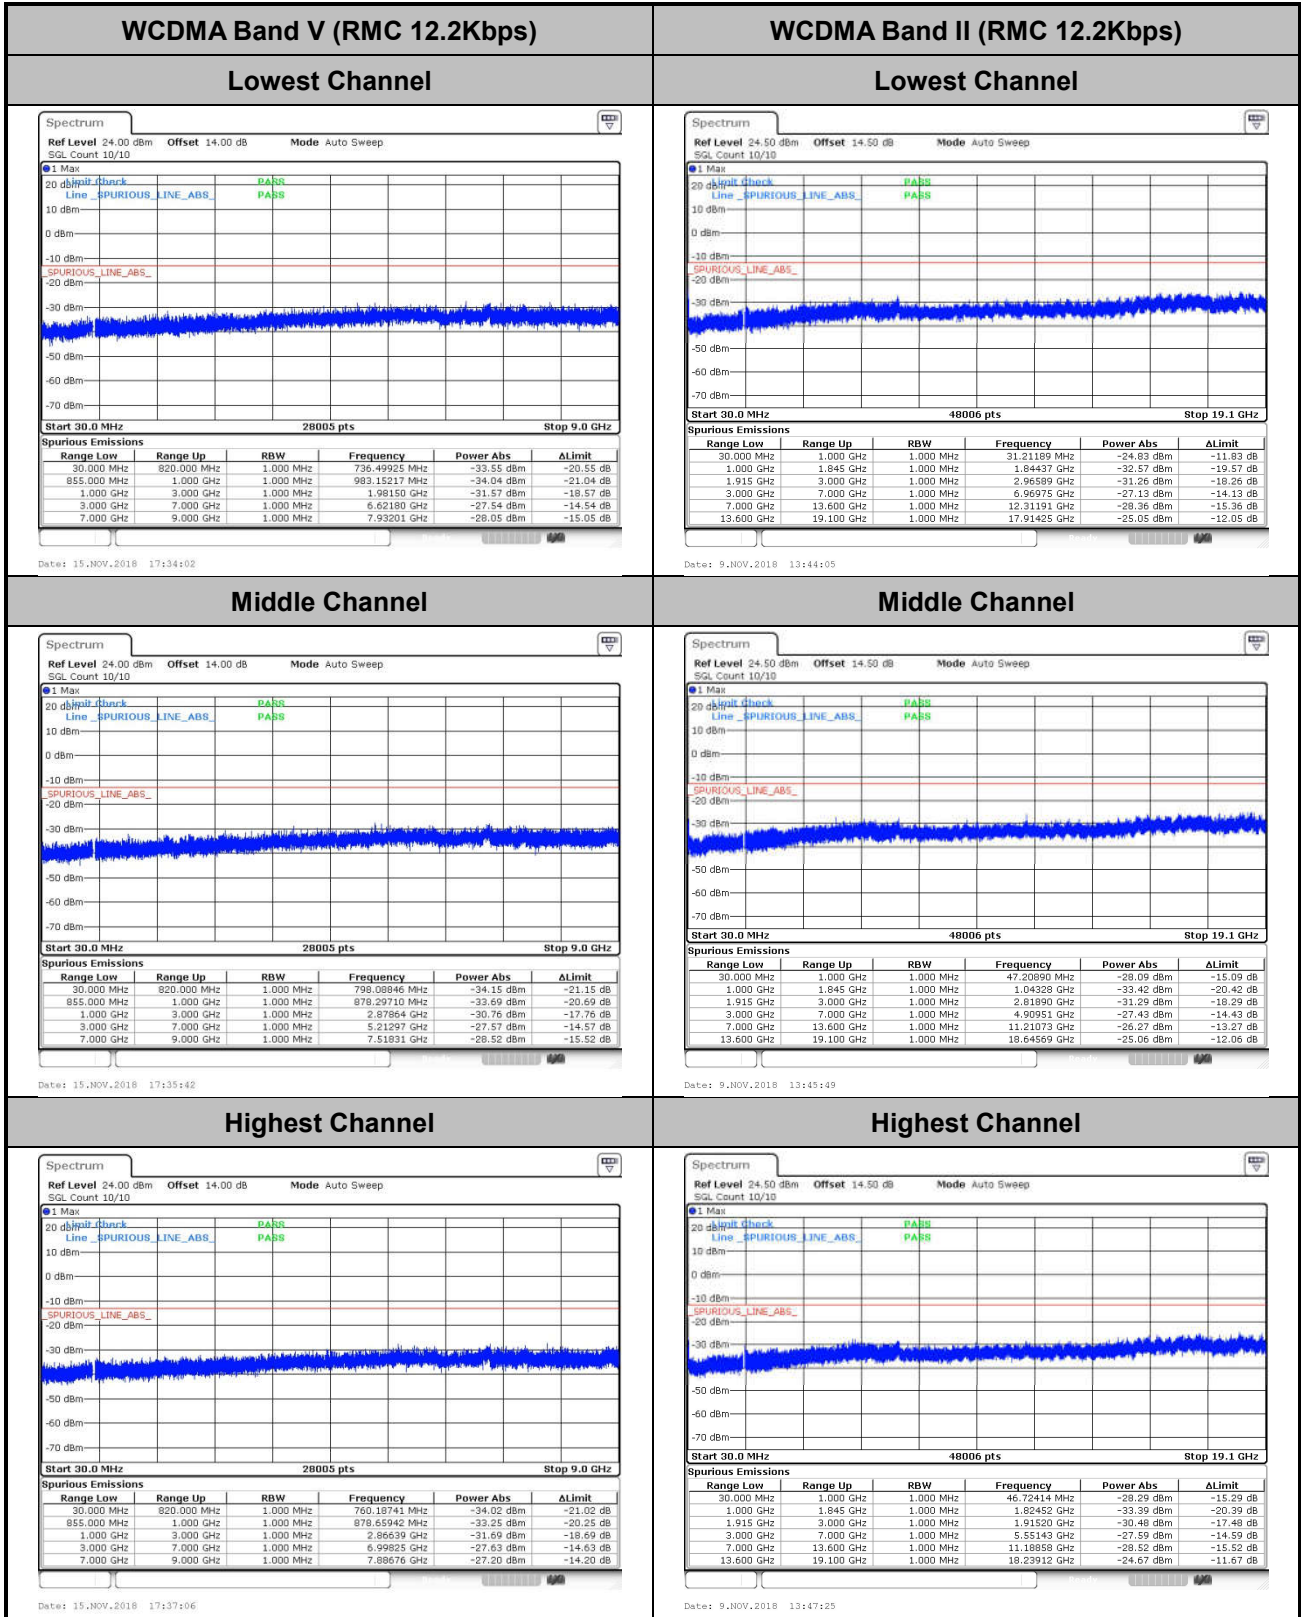 WCDMA Band V (RMC 12.2Kbps)
WCDMA Band II (RMC 12.2Kbps)
Lowest Channel
Lowest Channel
Spectrum
Ref Level 24.00 dBm Offset 14.00 dB Mode Auto Sweep
SGL Count 10/10
1 Max
20 dBm Limit Check PASS
Line _SPURIOUS_LINE_ABS_ PASS
10 dBm
0 dBm
-10 dBm
_SPURIOUS_LINE_ABS_
-20 dBm
-30 dBm
-50 dBm
-60 dBm
-70 dBm
Start 30.0 MHz 28005 pts Stop 9.0 GHz
Spurious Emissions
Range Low Range Up RBW Frequency Power Abs ΔLimit
30.000 MHz 820.000 MHz 1.000 MHz 736.49925 MHz -33.55 dBm -20.55 dB
855.000 MHz 1.000 GHz 1.000 MHz 983.15217 MHz -34.04 dBm -21.04 dB
1.000 GHz 3.000 GHz 1.000 MHz 1.98150 GHz -31.57 dBm -18.57 dB
3.000 GHz 7.000 GHz 1.000 MHz 6.62180 GHz -27.54 dBm -14.54 dB
7.000 GHz 9.000 GHz 1.000 MHz 7.93201 GHz -28.05 dBm -15.05 dB
Date: 15.NOV.2018 17:34:02
Spectrum
Ref Level 24.50 dBm Offset 14.50 dB Mode Auto Sweep
SGL Count 10/10
1 Max
20 dBm Limit Check PASS
Line _SPURIOUS_LINE_ABS_ PASS
10 dBm
0 dBm
-10 dBm
_SPURIOUS_LINE_ABS_
-20 dBm
-30 dBm
-50 dBm
-60 dBm
-70 dBm
Start 30.0 MHz 48006 pts Stop 19.1 GHz
Spurious Emissions
Range Low Range Up RBW Frequency Power Abs ΔLimit
30.000 MHz 1.000 GHz 1.000 MHz 31.21189 MHz -24.83 dBm -11.83 dB
1.000 GHz 1.845 GHz 1.000 MHz 1.84437 GHz -32.57 dBm -19.57 dB
1.915 GHz 3.000 GHz 1.000 MHz 2.96589 GHz -31.26 dBm -18.26 dB
3.000 GHz 7.000 GHz 1.000 MHz 6.96975 GHz -27.13 dBm -14.13 dB
7.000 GHz 13.600 GHz 1.000 MHz 12.31191 GHz -28.36 dBm -15.36 dB
13.600 GHz 19.100 GHz 1.000 MHz 17.91425 GHz -25.05 dBm -12.05 dB
Date: 9.NOV.2018 13:44:05
Middle Channel
Middle Channel
Spectrum
Ref Level 24.00 dBm Offset 14.00 dB Mode Auto Sweep
SGL Count 10/10
1 Max
20 dBm Limit Check PASS
Line _SPURIOUS_LINE_ABS_ PASS
10 dBm
0 dBm
-10 dBm
_SPURIOUS_LINE_ABS_
-20 dBm
-30 dBm
-50 dBm
-60 dBm
-70 dBm
Start 30.0 MHz 28005 pts Stop 9.0 GHz
Spurious Emissions
Range Low Range Up RBW Frequency Power Abs ΔLimit
30.000 MHz 820.000 MHz 1.000 MHz 798.08846 MHz -34.15 dBm -21.15 dB
855.000 MHz 1.000 GHz 1.000 MHz 878.29710 MHz -33.69 dBm -20.69 dB
1.000 GHz 3.000 GHz 1.000 MHz 2.87864 GHz -30.76 dBm -17.76 dB
3.000 GHz 7.000 GHz 1.000 MHz 5.21297 GHz -27.57 dBm -14.57 dB
7.000 GHz 9.000 GHz 1.000 MHz 7.51831 GHz -28.52 dBm -15.52 dB
Date: 15.NOV.2018 17:35:42
Spectrum
Ref Level 24.50 dBm Offset 14.50 dB Mode Auto Sweep
SGL Count 10/10
1 Max
20 dBm Limit Check PASS
Line _SPURIOUS_LINE_ABS_ PASS
10 dBm
0 dBm
-10 dBm
_SPURIOUS_LINE_ABS_
-20 dBm
-30 dBm
-50 dBm
-60 dBm
-70 dBm
Start 30.0 MHz 48006 pts Stop 19.1 GHz
Spurious Emissions
Range Low Range Up RBW Frequency Power Abs ΔLimit
30.000 MHz 1.000 GHz 1.000 MHz 47.20890 MHz -28.09 dBm -15.09 dB
1.000 GHz 1.845 GHz 1.000 MHz 1.04328 GHz -33.42 dBm -20.42 dB
1.915 GHz 3.000 GHz 1.000 MHz 2.81890 GHz -31.29 dBm -18.29 dB
3.000 GHz 7.000 GHz 1.000 MHz 4.90951 GHz -27.43 dBm -14.43 dB
7.000 GHz 13.600 GHz 1.000 MHz 11.21073 GHz -26.27 dBm -13.27 dB
13.600 GHz 19.100 GHz 1.000 MHz 18.64569 GHz -25.06 dBm -12.06 dB
Date: 9.NOV.2018 13:45:49
Highest Channel
Highest Channel
Spectrum
Ref Level 24.00 dBm Offset 14.00 dB Mode Auto Sweep
SGL Count 10/10
1 Max
20 dBm Limit Check PASS
Line _SPURIOUS_LINE_ABS_ PASS
10 dBm
0 dBm
-10 dBm
_SPURIOUS_LINE_ABS_
-20 dBm
-30 dBm
-50 dBm
-60 dBm
-70 dBm
Start 30.0 MHz 28005 pts Stop 9.0 GHz
Spurious Emissions
Range Low Range Up RBW Frequency Power Abs ΔLimit
30.000 MHz 820.000 MHz 1.000 MHz 760.18741 MHz -34.02 dBm -21.02 dB
855.000 MHz 1.000 GHz 1.000 MHz 878.65942 MHz -33.25 dBm -20.25 dB
1.000 GHz 3.000 GHz 1.000 MHz 2.86639 GHz -31.69 dBm -18.69 dB
3.000 GHz 7.000 GHz 1.000 MHz 6.99825 GHz -27.63 dBm -14.63 dB
7.000 GHz 9.000 GHz 1.000 MHz 7.88676 GHz -27.20 dBm -14.20 dB
Date: 15.NOV.2018 17:37:06
Spectrum
Ref Level 24.50 dBm Offset 14.50 dB Mode Auto Sweep
SGL Count 10/10
1 Max
20 dBm Limit Check PASS
Line _SPURIOUS_LINE_ABS_ PASS
10 dBm
0 dBm
-10 dBm
_SPURIOUS_LINE_ABS_
-20 dBm
-30 dBm
-50 dBm
-60 dBm
-70 dBm
Start 30.0 MHz 48006 pts Stop 19.1 GHz
Spurious Emissions
Range Low Range Up RBW Frequency Power Abs ΔLimit
30.000 MHz 1.000 GHz 1.000 MHz 46.72414 MHz -28.29 dBm -15.29 dB
1.000 GHz 1.845 GHz 1.000 MHz 1.82452 GHz -33.39 dBm -20.39 dB
1.915 GHz 3.000 GHz 1.000 MHz 1.91520 GHz -30.48 dBm -17.48 dB
3.000 GHz 7.000 GHz 1.000 MHz 5.55143 GHz -27.59 dBm -14.59 dB
7.000 GHz 13.600 GHz 1.000 MHz 11.18858 GHz -28.52 dBm -15.52 dB
13.600 GHz 19.100 GHz 1.000 MHz 18.23912 GHz -24.67 dBm -11.67 dB
Date: 9.NOV.2018 13:47:25